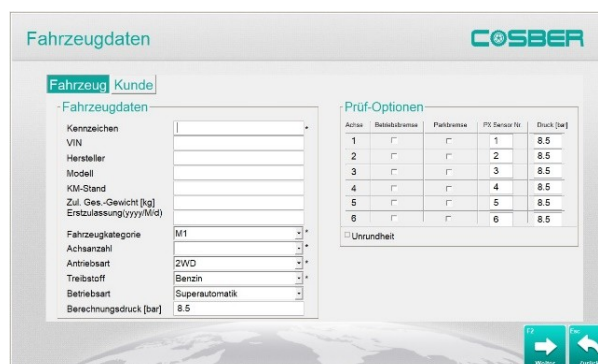 Fahrzeugdaten
COSBER
Fahrzeug Kunde
Fahrzeugdaten
Kennzeichen *
VIN
Hersteller
Modell
KM-Stand
Zul. Ges.-Gewicht [kg]
Erstzulassung(yyyy/M/d)
Fahrzeugkategorie M1 *
Achsanzahl *
Antriebsart 2WD *
Treibstoff Benzin *
Betriebsart Superautomatik
Berechnungsdruck [bar] 8.5
Prüf-Optionen
Achse Betriebsbremse Parkbremse PX Sensor Nr Druck [bar]
1 1 8.5
2 2 8.5
3 3 8.5
4 4 8.5
5 5 8.5
6 6 8.5
Unrundheit
F2 Esc
Weiter Zurück